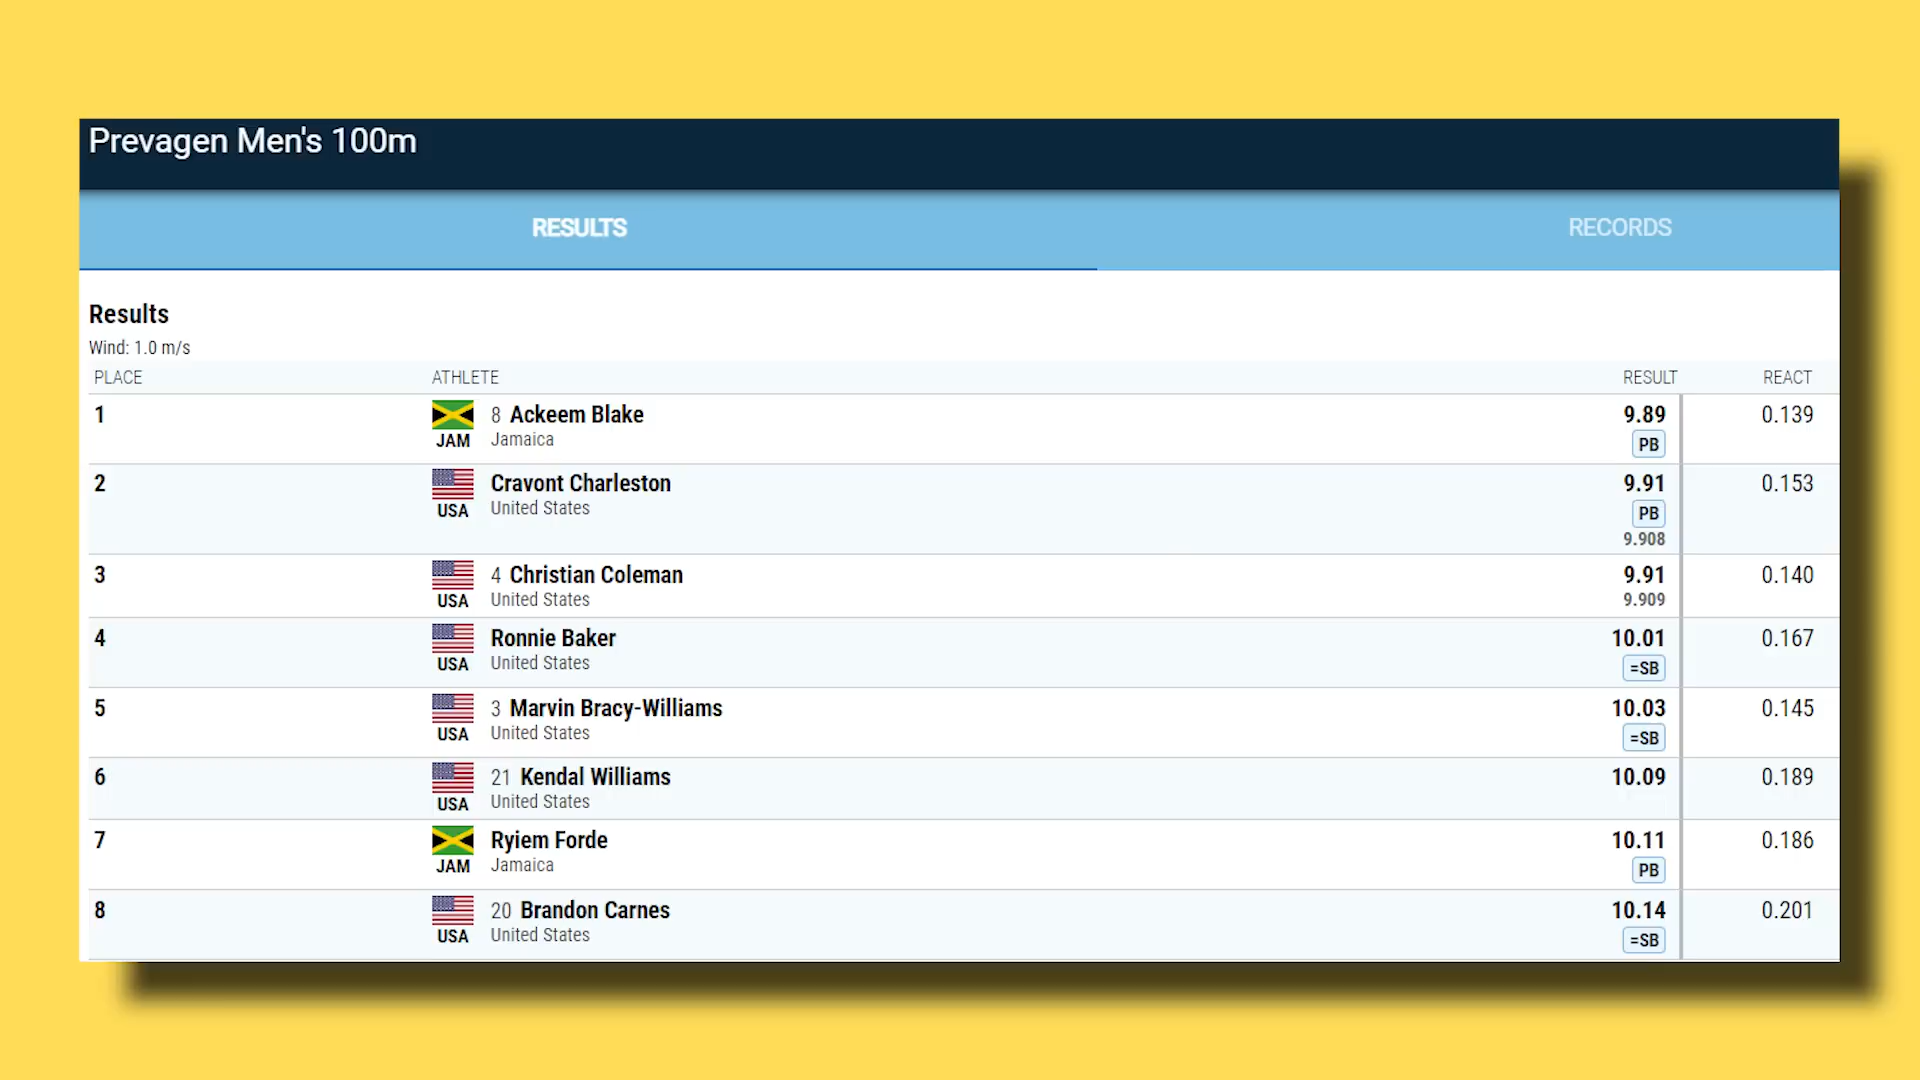 Prevagen Men's 100m
RESULTS RECORDS
Results
Wind: 1.0 m/s
PLACE ATHLETE RESULT REACT
1 8 Ackeem Blake 9.89 0.139
JAM Jamaica PB
2 Cravont Charleston 9.91 0.153
USA United States PB
9.908
3 4 Christian Coleman 9.91 0.140
USA United States 9.909
4 Ronnie Baker 10.01 0.167
USA United States =SB
5 3 Marvin Bracy-Williams 10.03 0.145
USA United States =SB
6 21 Kendal Williams 10.09 0.189
USA United States
7 Ryiem Forde 10.11 0.186
JAM Jamaica PB
8 20 Brandon Carnes 10.14 0.201
USA United States =SB